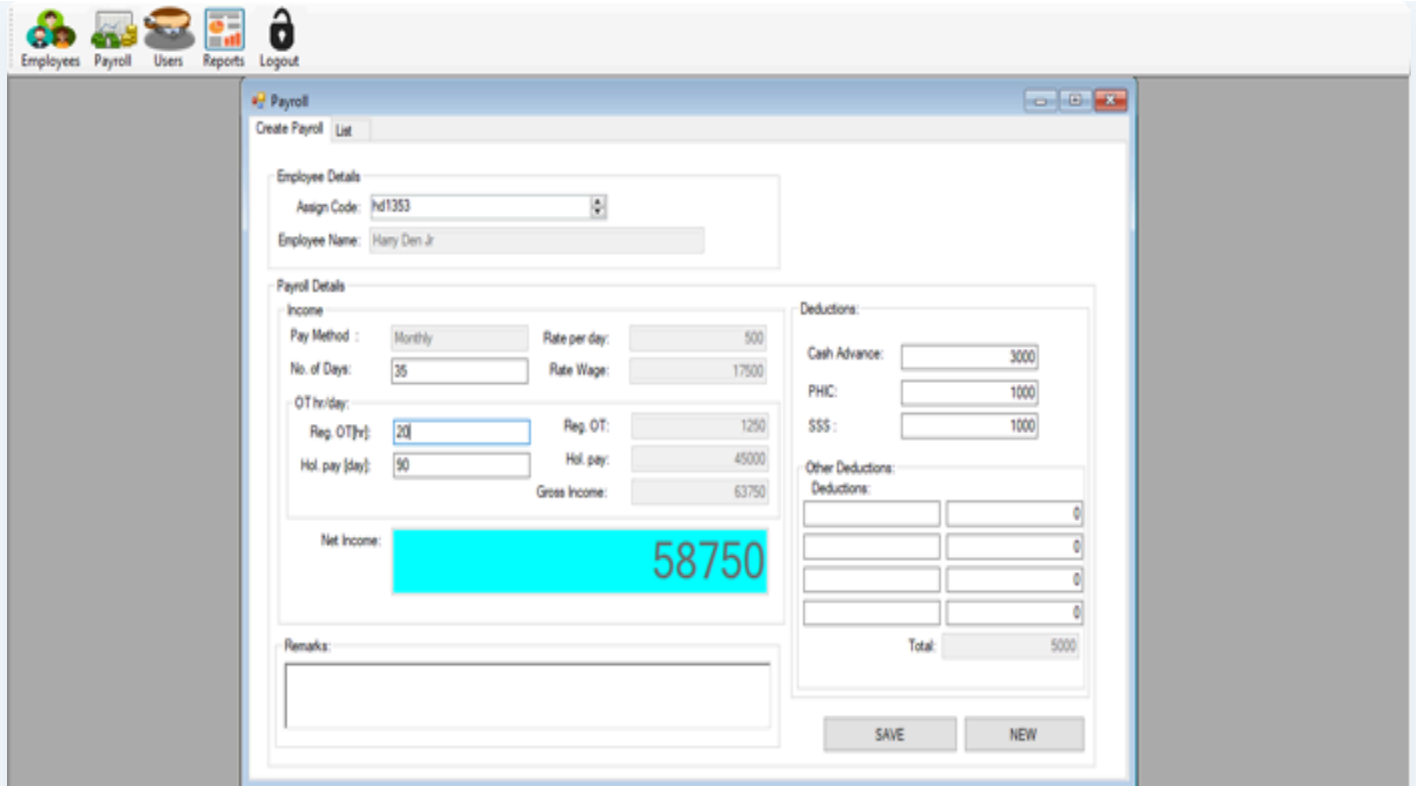 Employees Payroll Users Reports Logout
Payroll
Create Payroll List
Employee Details
Assign Code: hd1353
Employee Name: Harry Den Jr
Payroll Details
Income
Pay Method : Monthly Rate per day: 500
No. of Days: 35 Rate Wage: 17500
OT hr/day:
Reg. OT[hr]: 20 Reg. OT: 1250
Hol. pay [day]: 90 Hol. pay: 45000
Gross Income: 63750
Net Income: 58750
Remarks:
Deductions:
Cash Advance: 3000
PHIC: 1000
SSS : 1000
Other Deductions:
Deductions:
0
0
0
0
Total: 5000
SAVE NEW